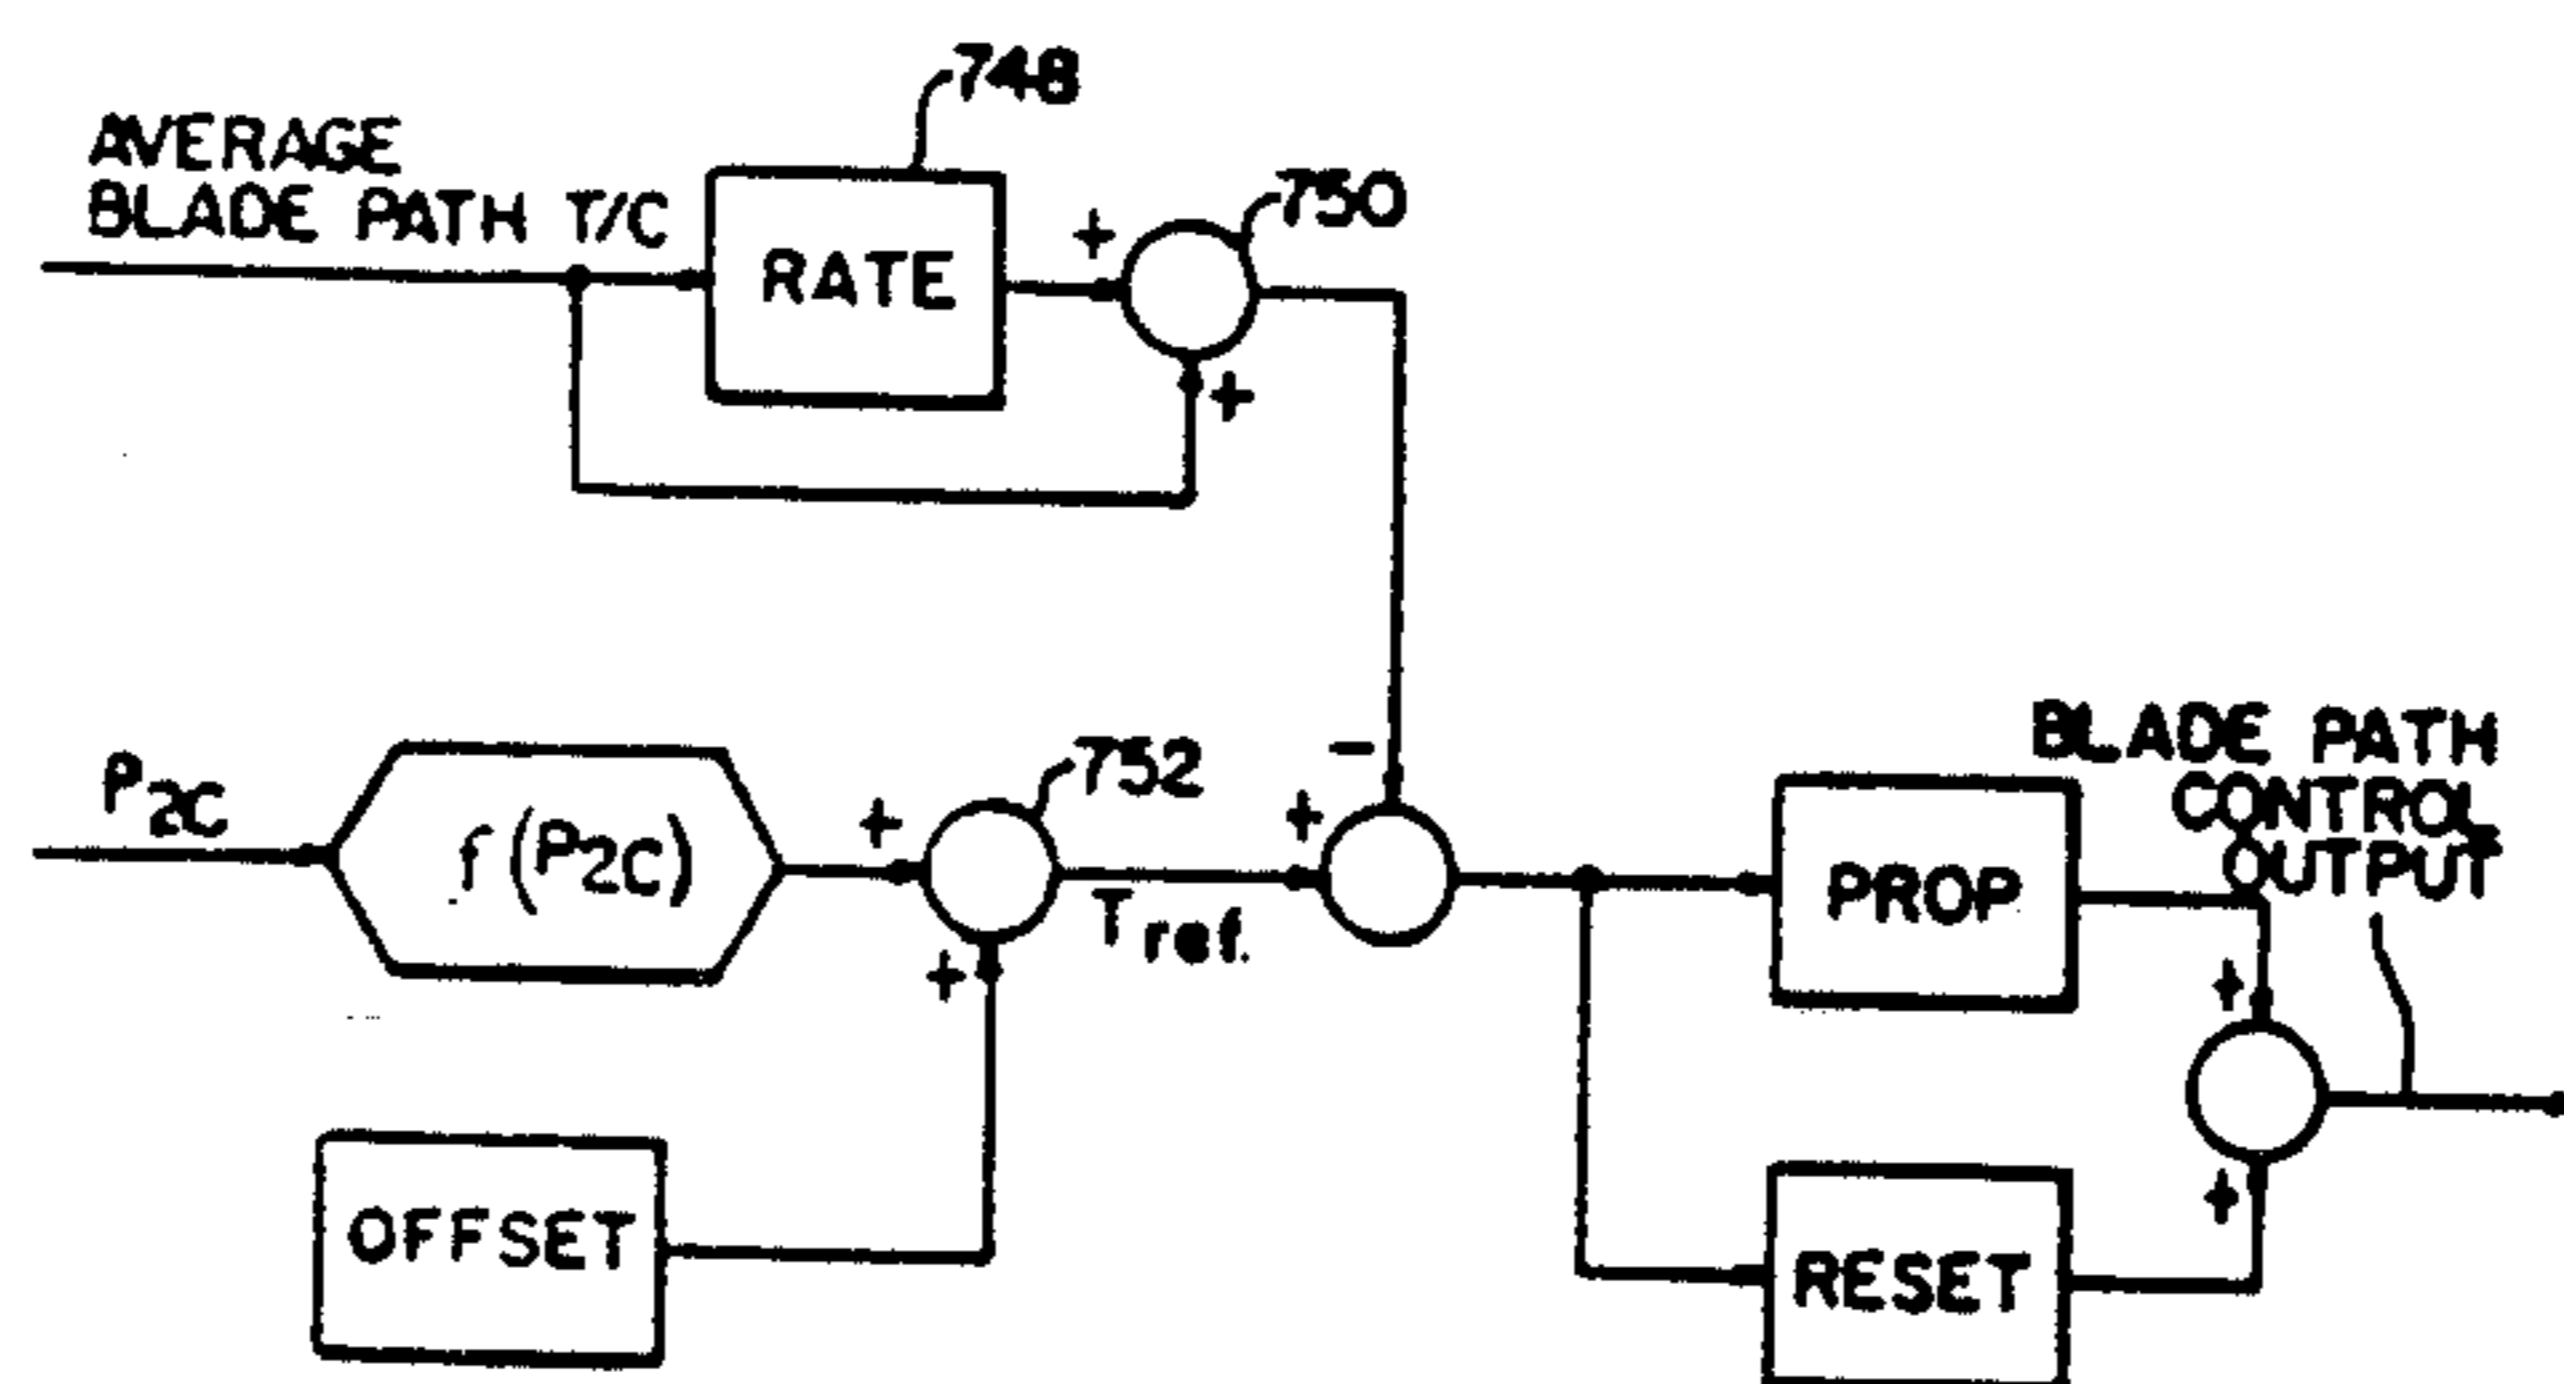 748
AVERAGE
BLADE PATH T/C
750
+
RATE
+
752
BLADE PATH
CONTROL
OUTPUT
P2C
f(P2C)
+
+
Tref.
−
+
PROP
+
OFFSET
RESET
+